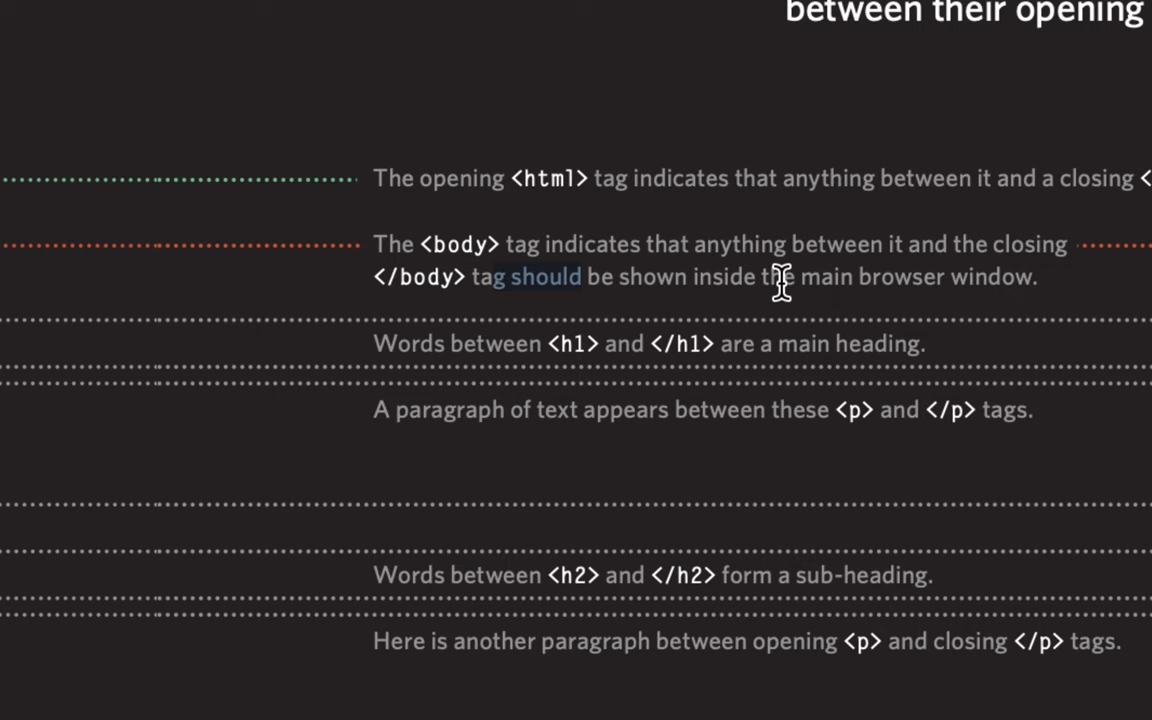 between their opening
The opening <html> tag indicates that anything between it and a closing <
The <body> tag indicates that anything between it and the closing
</body> tag should be shown inside the main browser window.
Words between <h1> and </h1> are a main heading.
A paragraph of text appears between these <p> and </p> tags.
Words between <h2> and </h2> form a sub-heading.
Here is another paragraph between opening <p> and closing </p> tags.